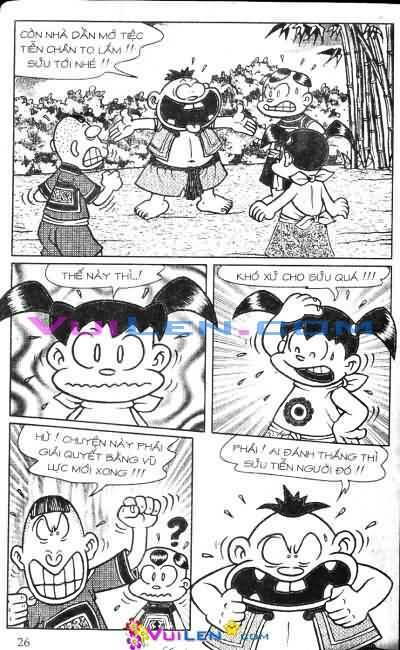 CÒN NHÀ DẦN MỞ TIỆC
TIỄN CHÂN TO LẮM !!
SỬU TỚI NHÉ !!
THẾ NÀY THÌ..!
KHÓ XỬ CHO SỬU QUÁ !!!
VuiLen.com
HỪ ! CHUYỆN NÀY PHẢI
GIẢI QUYẾT BẰNG VŨ
LỰC MỚI XONG !!!
?
PHẢI ! AI ĐÁNH THẮNG THÌ
SỬU TIỄN NGƯỜI ĐÓ !!
26
VuiLen